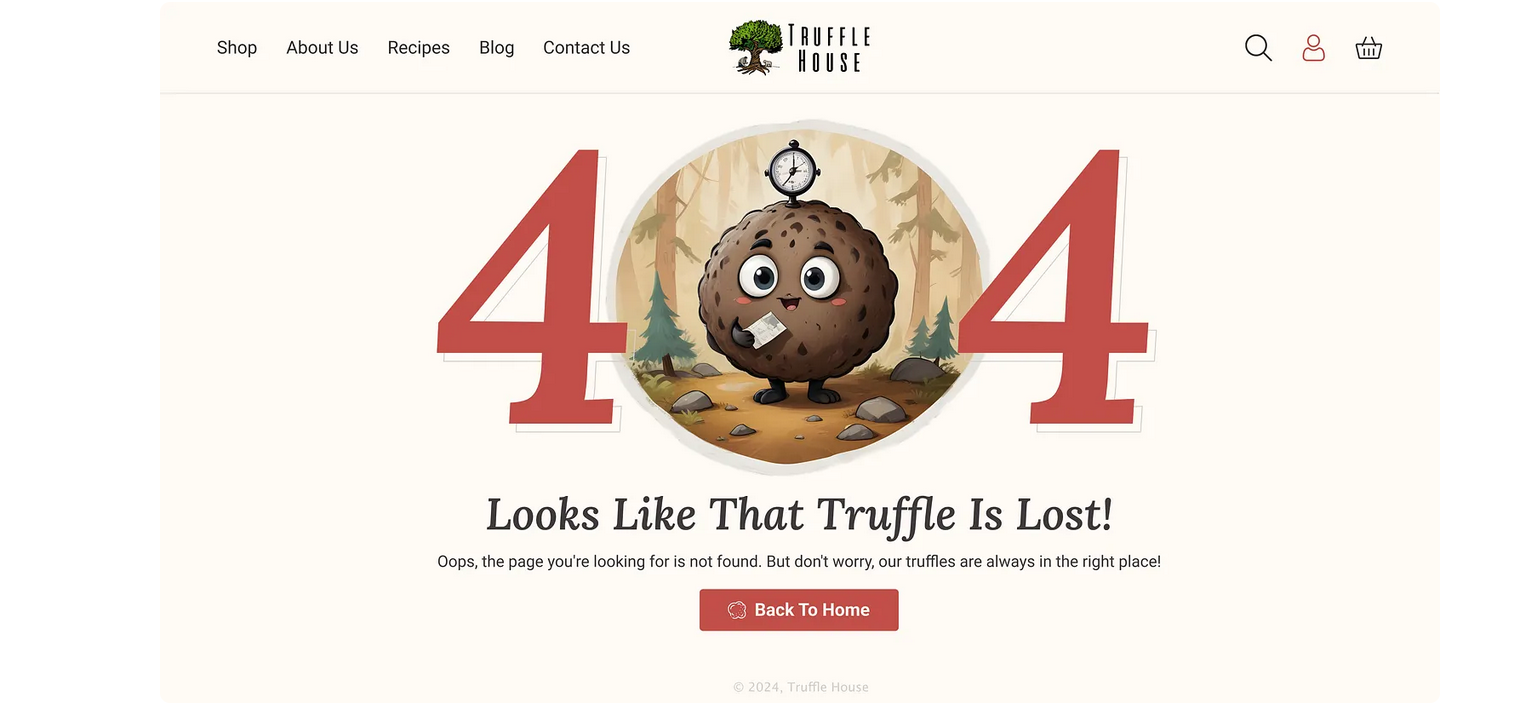 Shop About Us Recipes Blog Contact Us
TRUFFLE
HOUSE
4 4
Looks Like That Truffle Is Lost!
Oops, the page you're looking for is not found. But don't worry, our truffles are always in the right place!
Back To Home
© 2024, Truffle House